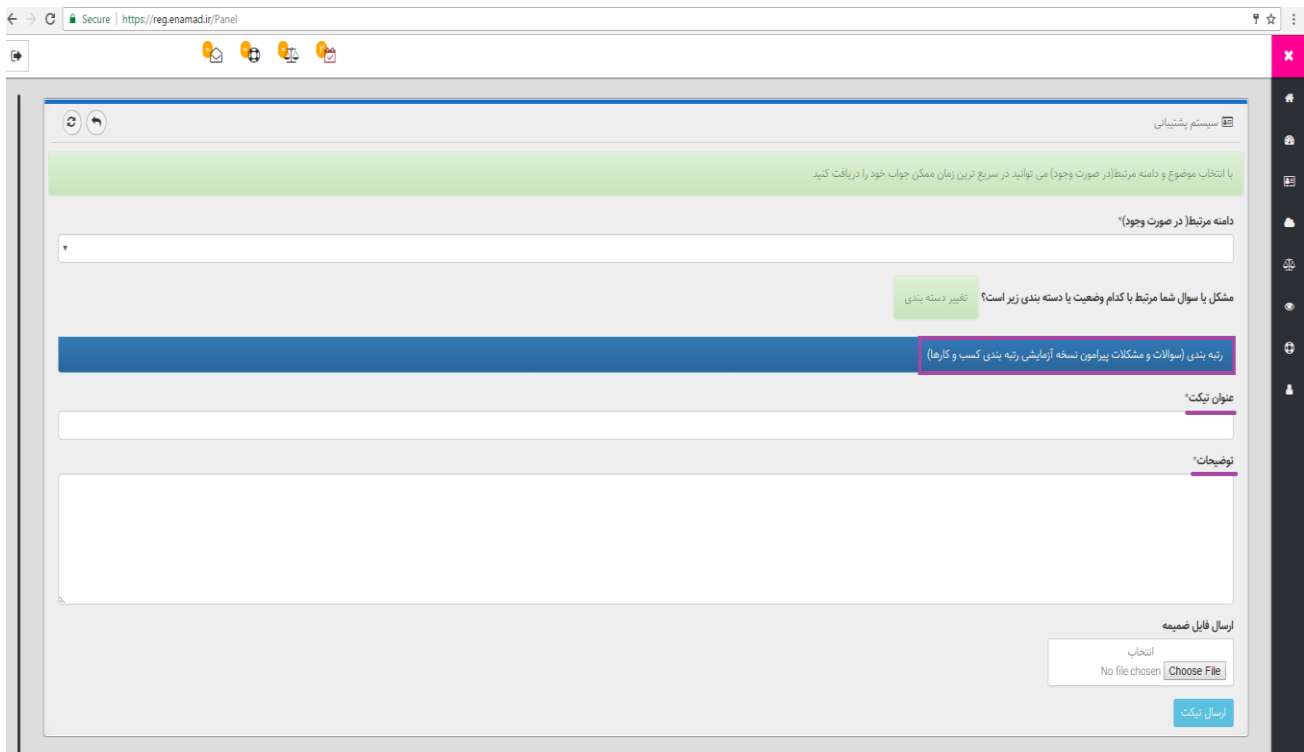 Secure | https://reg.enamad.ir/Panel
سیستم پشتیبانی
با انتخاب موضوع و دامنه مرتبط(در صورت وجود) می توانید در سریع ترین زمان ممکن جواب خود را دریافت کنید
دامنه مرتبط( در صورت وجود)*
مشکل یا سوال شما مرتبط با کدام وضعیت یا دسته بندی زیر است؟ تغییر دسته بندی
رتبه بندی (سوالات و مشکلات پیرامون نسخه آزمایشی رتبه بندی کسب و کارها)
عنوان تیکت*
توضیحات*
ارسال فایل ضمیمه
انتخاب
Choose File No file chosen
ارسال تیکت